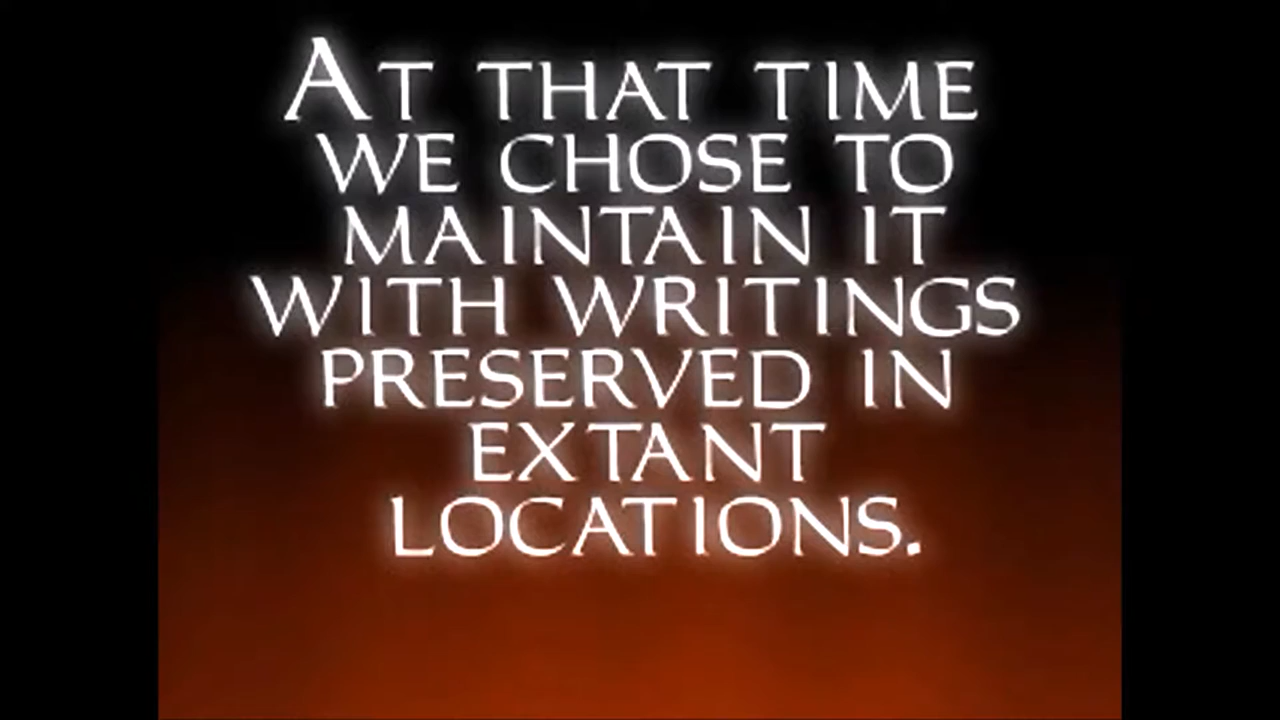 AT THAT TIME
WE CHOSE TO
MAINTAIN IT
WITH WRITINGS
PRESERVED IN
EXTANT
LOCATIONS.